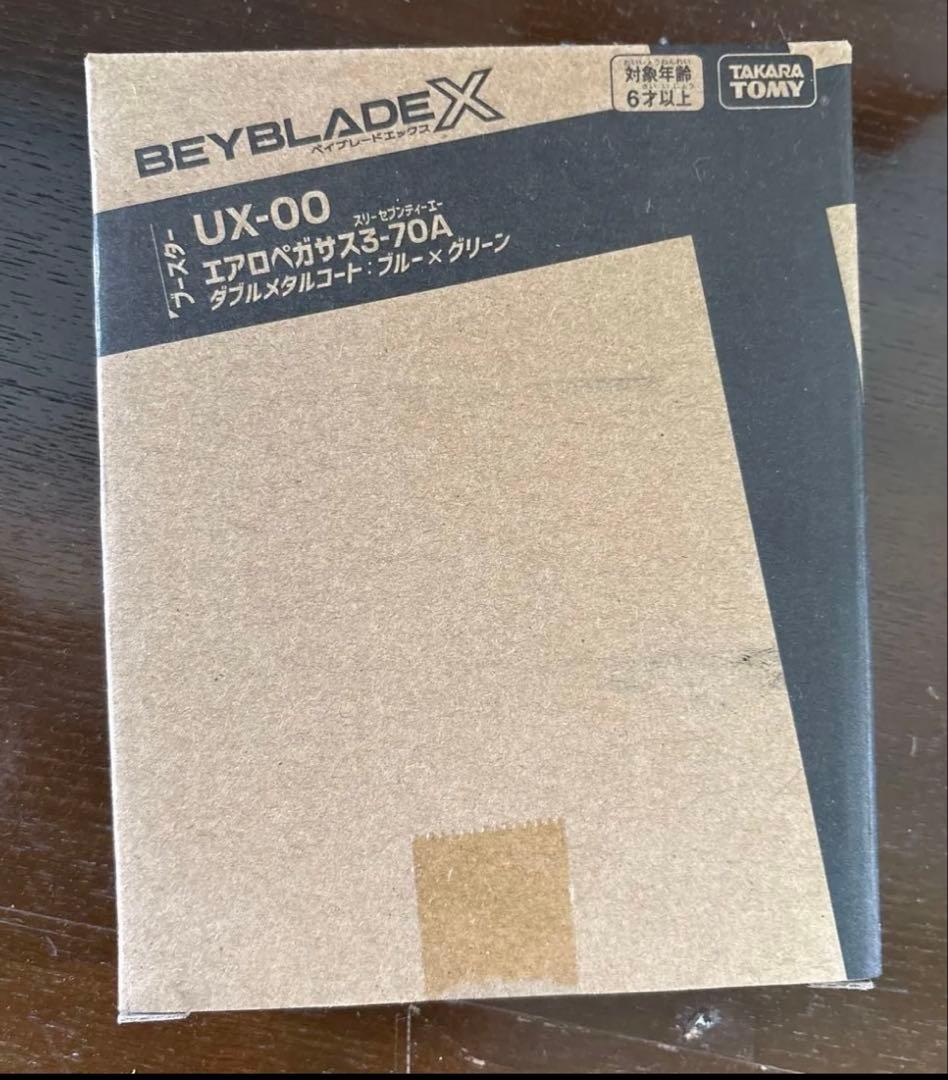 BEYBLADE X
ベイブレードエックス
対象年齢
6才以上
TAKARA
TOMY
ブースター
UX-00
スリーセブンティーエー
エアロペガサス3-70A
ダブルメタルコート:ブルー×グリーン